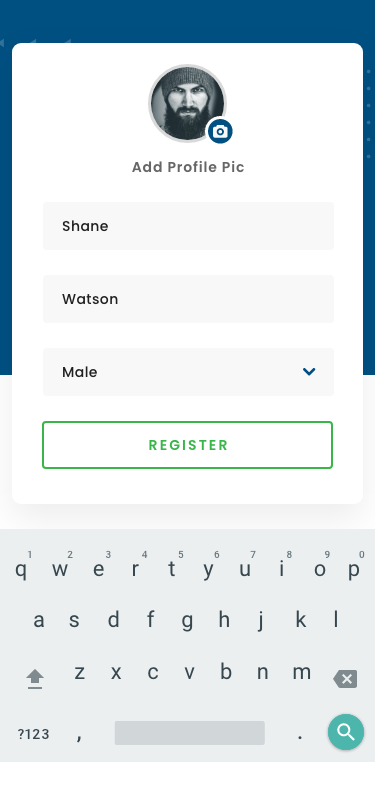 Add Profile Pic
Shane
Watson
Male
REGISTER
1 2 3 4 5 6 7 8 9 0
q w e r t y u i o p
a s d f g h j k l
z x c v b n m
?123 , .